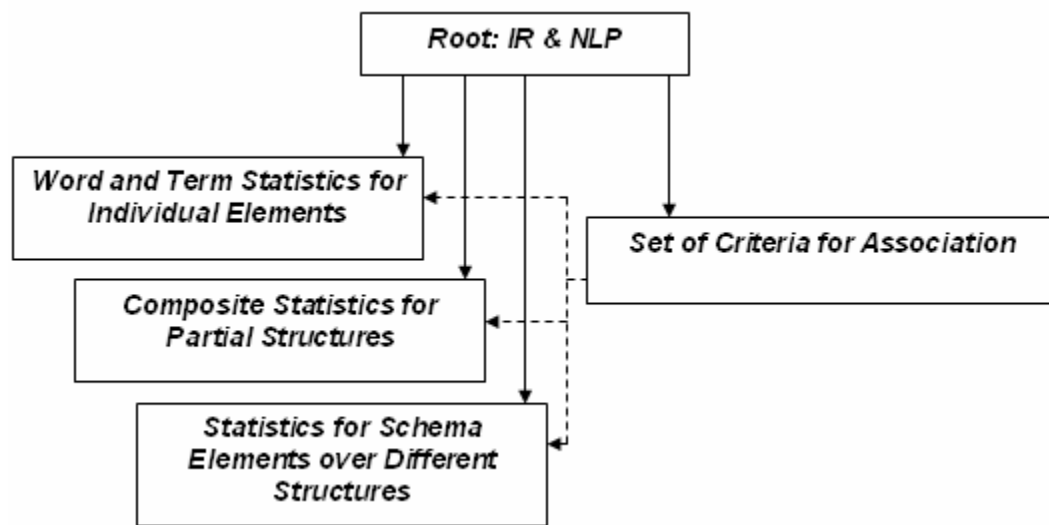 Root: IR & NLP
Word and Term Statistics for
Individual Elements
Set of Criteria for Association
Composite Statistics for
Partial Structures
Statistics for Schema
Elements over Different
Structures